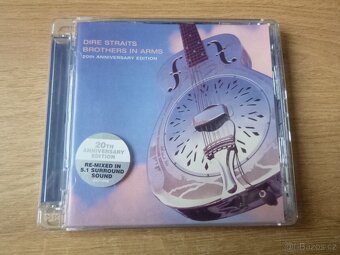 DIRE STRAITS
BROTHERS IN ARMS
20TH ANNIVERSARY EDITION
20TH
ANNIVERSARY
EDITION
RE-MIXED IN
5.1 SURROUND
SOUND